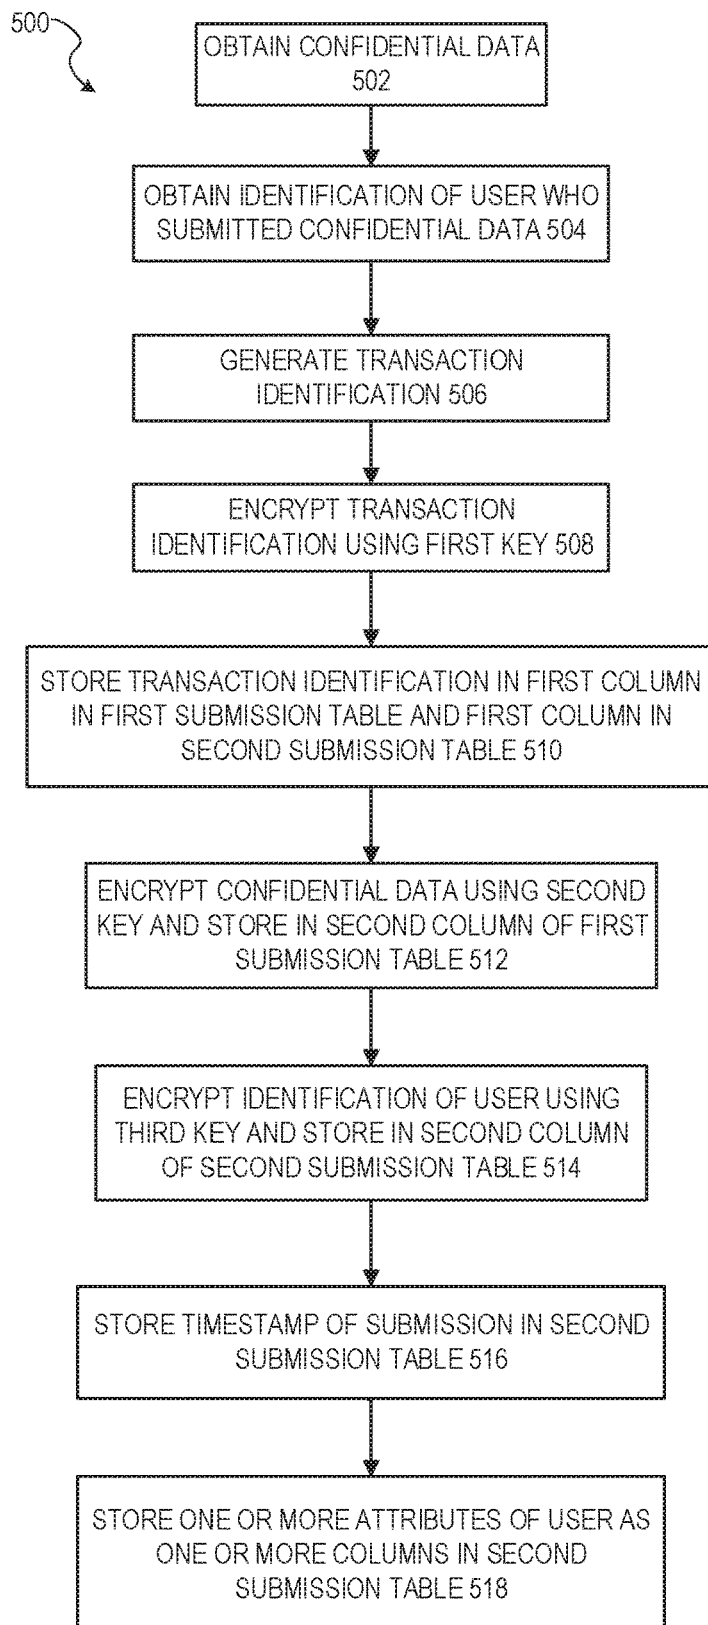 500
OBTAIN CONFIDENTIAL DATA
502
OBTAIN IDENTIFICATION OF USER WHO
SUBMITTED CONFIDENTIAL DATA 504
GENERATE TRANSACTION
IDENTIFICATION 506
ENCRYPT TRANSACTION
IDENTIFICATION USING FIRST KEY 508
STORE TRANSACTION IDENTIFICATION IN FIRST COLUMN
IN FIRST SUBMISSION TABLE AND FIRST COLUMN IN
SECOND SUBMISSION TABLE 510
ENCRYPT CONFIDENTIAL DATA USING SECOND
KEY AND STORE IN SECOND COLUMN OF FIRST
SUBMISSION TABLE 512
ENCRYPT IDENTIFICATION OF USER USING
THIRD KEY AND STORE IN SECOND COLUMN
OF SECOND SUBMISSION TABLE 514
STORE TIMESTAMP OF SUBMISSION IN SECOND
SUBMISSION TABLE 516
STORE ONE OR MORE ATTRIBUTES OF USER AS
ONE OR MORE COLUMNS IN SECOND
SUBMISSION TABLE 518